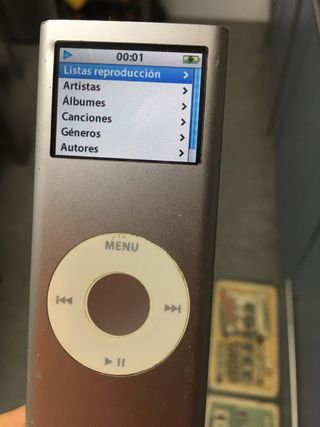 00:01
Listas reproducción
Artistas
Álbumes
Canciones
Géneros
Autores
MENU